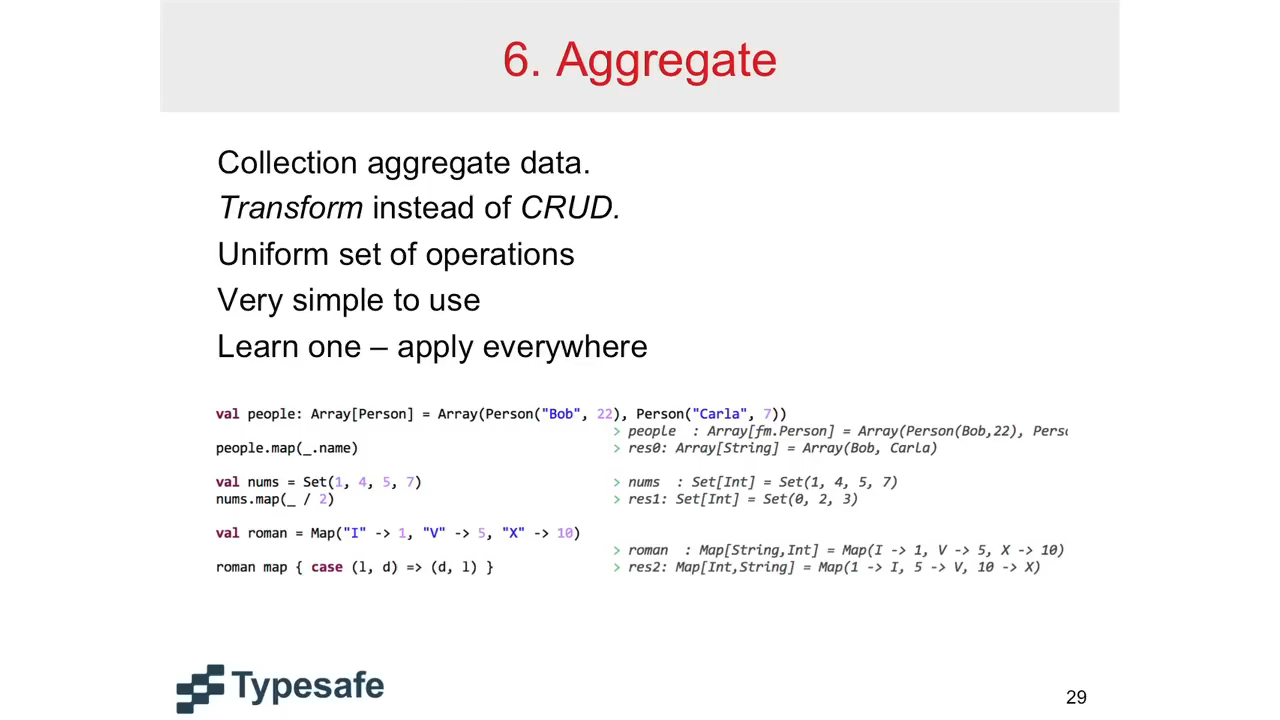 6. Aggregate
Collection aggregate data.
Transform instead of CRUD.
Uniform set of operations
Very simple to use
Learn one – apply everywhere
val people: Array[Person] = Array(Person("Bob", 22), Person("Carla", 7))
> people : Array[fm.Person] = Array(Person(Bob,22), Perso
people.map(_.name) > res0: Array[String] = Array(Bob, Carla)
val nums = Set(1, 4, 5, 7) > nums : Set[Int] = Set(1, 4, 5, 7)
nums.map(_ / 2) > res1: Set[Int] = Set(0, 2, 3)
val roman = Map("I" -> 1, "V" -> 5, "X" -> 10)
> roman : Map[String,Int] = Map(I -> 1, V -> 5, X -> 10)
roman map { case (l, d) => (d, l) } > res2: Map[Int,String] = Map(1 -> I, 5 -> V, 10 -> X)
Typesafe
29